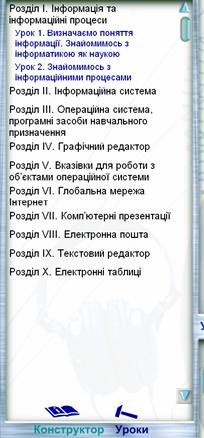 Розділ I. Інформація та
інформаційні процеси
Урок 1. Визначаємо поняття
інформації. Знайомимось з
інформатикою як наукою
Урок 2. Знайомимось з
інформаційними процесами
Розділ II. Інформаційна система
Розділ III. Операційна система,
програмні засоби навчального
призначення
Розділ IV. Графічний редактор
Розділ V. Вказівки для роботи з
об'єктами операційної системи
Розділ VI. Глобальна мережа
Інтернет
Розділ VII. Комп'ютерні презентації
Розділ VIII. Електронна пошта
Розділ IX. Текстовий редактор
Розділ X. Електронні таблиці
Конструктор Уроки